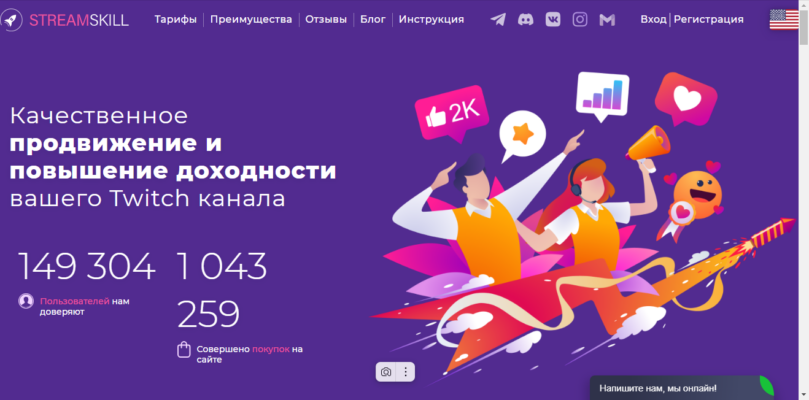 STREAMSKILL
Тарифы
Преимущества
Отзывы
Блог
Инструкция
Вход
Регистрация
Качественное
продвижение и
повышение доходности
вашего Twitch канала
2K
149 304
Пользователей нам
доверяют
1 043
259
Совершено покупок на
сайте
Напишите нам, мы онлайн!